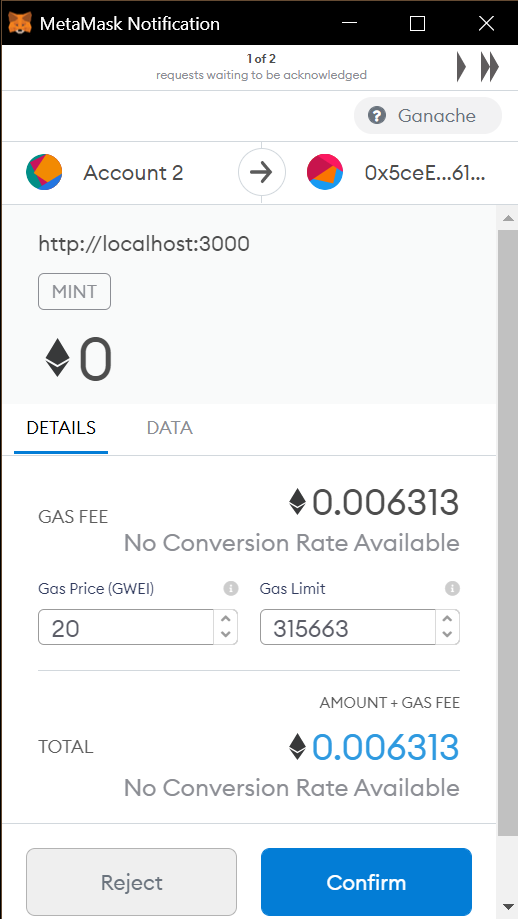 MetaMask Notification
1 of 2
requests waiting to be acknowledged
Ganache
Account 2
0x5ceE...61...
http://localhost:3000
MINT
0
DETAILS
DATA
GAS FEE
0.006313
No Conversion Rate Available
Gas Price (GWEI)
Gas Limit
20
315663
AMOUNT + GAS FEE
TOTAL
0.006313
No Conversion Rate Available
Reject
Confirm